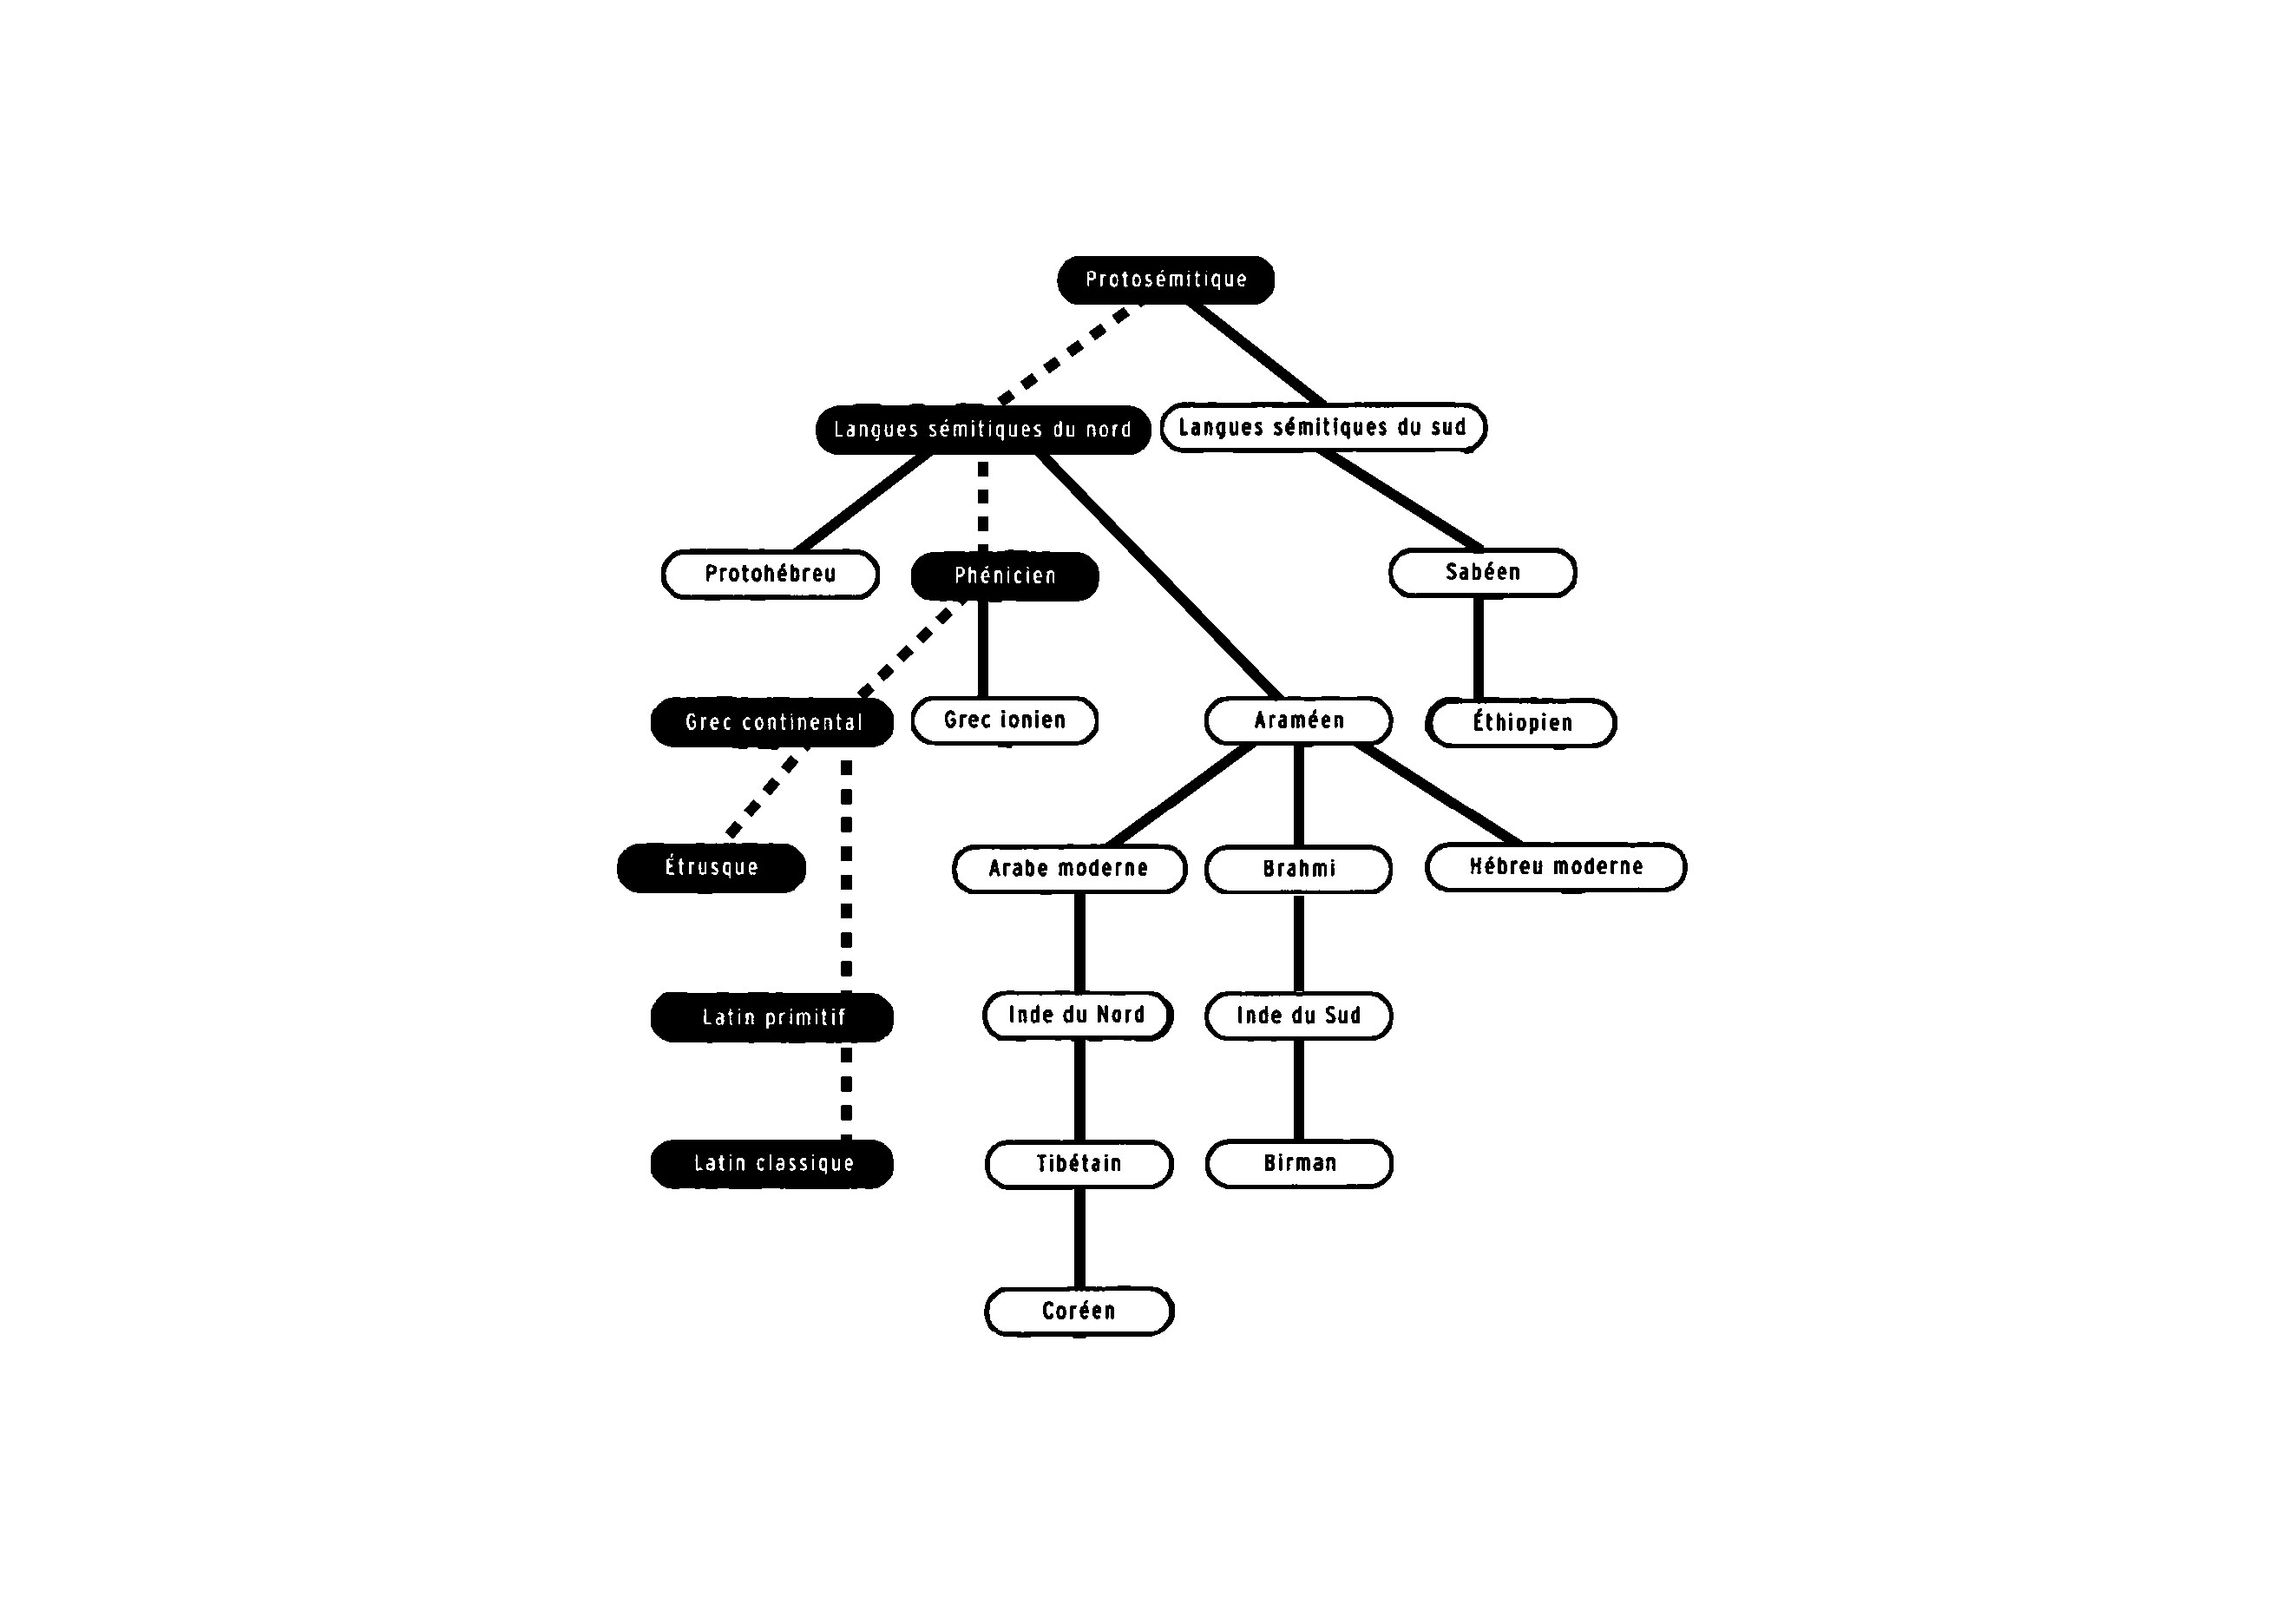 Protosémitique
Langues sémitiques du nord
Langues sémitiques du sud
Protohébreu
Phénicien
Sabéen
Grec continental
Grec ionien
Araméen
Éthiopien
Étrusque
Arabe moderne
Brahmi
Hébreu moderne
Latin primitif
Inde du Nord
Inde du Sud
Latin classique
Tibétain
Birman
Coréen